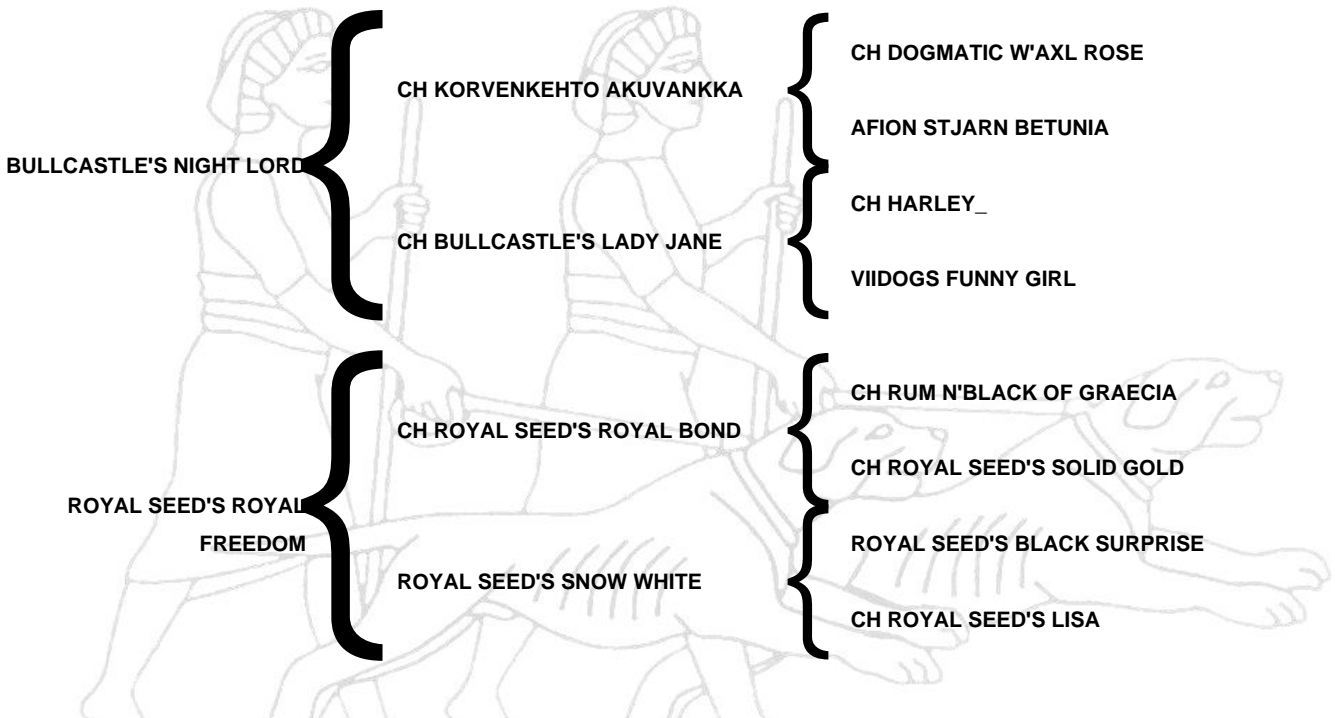 CH DOGMATIC W'AXL ROSE
CH KORVENKEHTO AKUVANKKA
AFION STJARN BETUNIA
BULLCASTLE'S NIGHT LORD
CH HARLEY_
CH BULLCASTLE'S LADY JANE
VIIDOGS FUNNY GIRL
CH RUM N'BLACK OF GRAECIA
CH ROYAL SEED'S ROYAL BOND
CH ROYAL SEED'S SOLID GOLD
ROYAL SEED'S ROYAL
FREEDOM
ROYAL SEED'S BLACK SURPRISE
ROYAL SEED'S SNOW WHITE
CH ROYAL SEED'S LISA